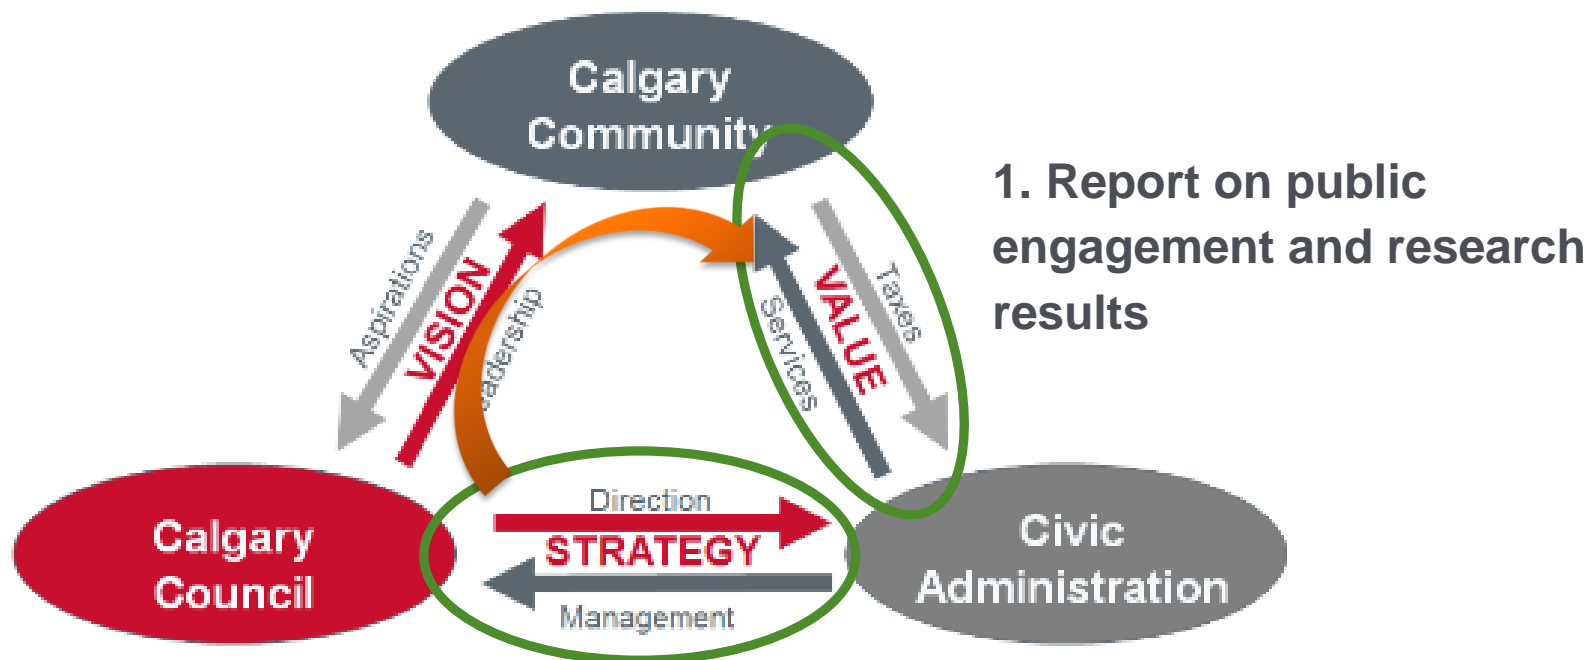 Calgary
Community
1. Report on public
engagement and research
results
Aspirations
VISION
eadership
Services
VALUE
Taxes
Calgary
Council
Direction
STRATEGY
Management
Civic
Administration